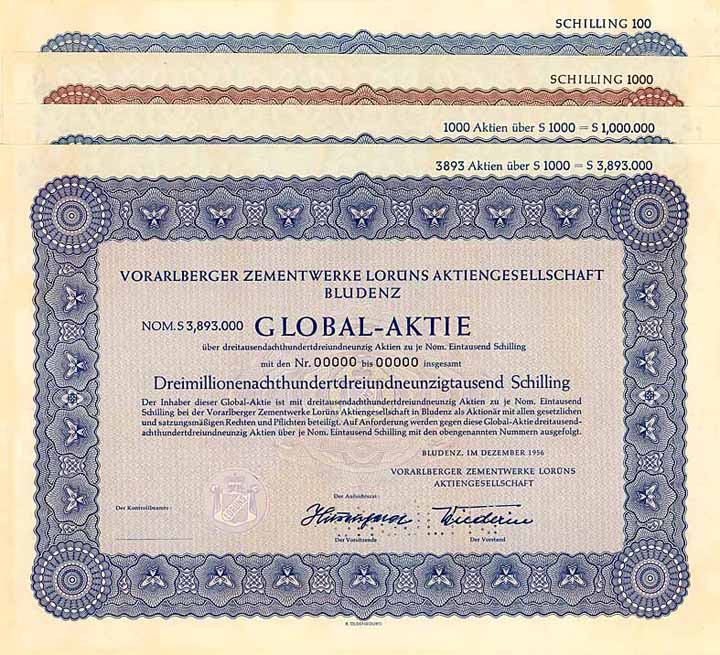 SCHILLING 100
SCHILLING 1000
1000 Aktien über S 1000 = S 1,000.000
3893 Aktien über S 1000 = S 3,893.000
VORARLBERGER ZEMENTWERKE LORÜNS AKTIENGESELLSCHAFT
BLUDENZ
NOM. S 3,893.000 GLOBAL-AKTIE
über dreitausendachthundertdreiundneunzig Aktien zu je Nom. Eintausend Schilling
mit den Nr. 00000 bis 00000 insgesamt
Dreimillionenachthundertdreiundneunzigtausend Schilling
Der Inhaber dieser Global-Aktie ist mit dreitausendachthundertdreiundneunzig Aktien zu je Nom. Eintausend
Schilling bei der Vorarlberger Zementwerke Lorüns Aktiengesellschaft in Bludenz als Aktionär mit allen gesetzlichen
und satzungsmäßigen Rechten und Pflichten beteiligt. Auf Anforderung werden gegen diese Global-Aktie dreitausend-
achthundertdreiundneunzig Aktien über je Nom. Eintausend Schilling mit den obengenannten Nummern ausgefolgt.
BLUDENZ, IM DEZEMBER 1956
VORARLBERGER ZEMENTWERKE LORÜNS
AKTIENGESELLSCHAFT
Der Aufsichtsrat:
Der Kontrollbeamte:
LORÜNS
Der Vorsitzende
Der Vorstand
R. OLDENBOURG